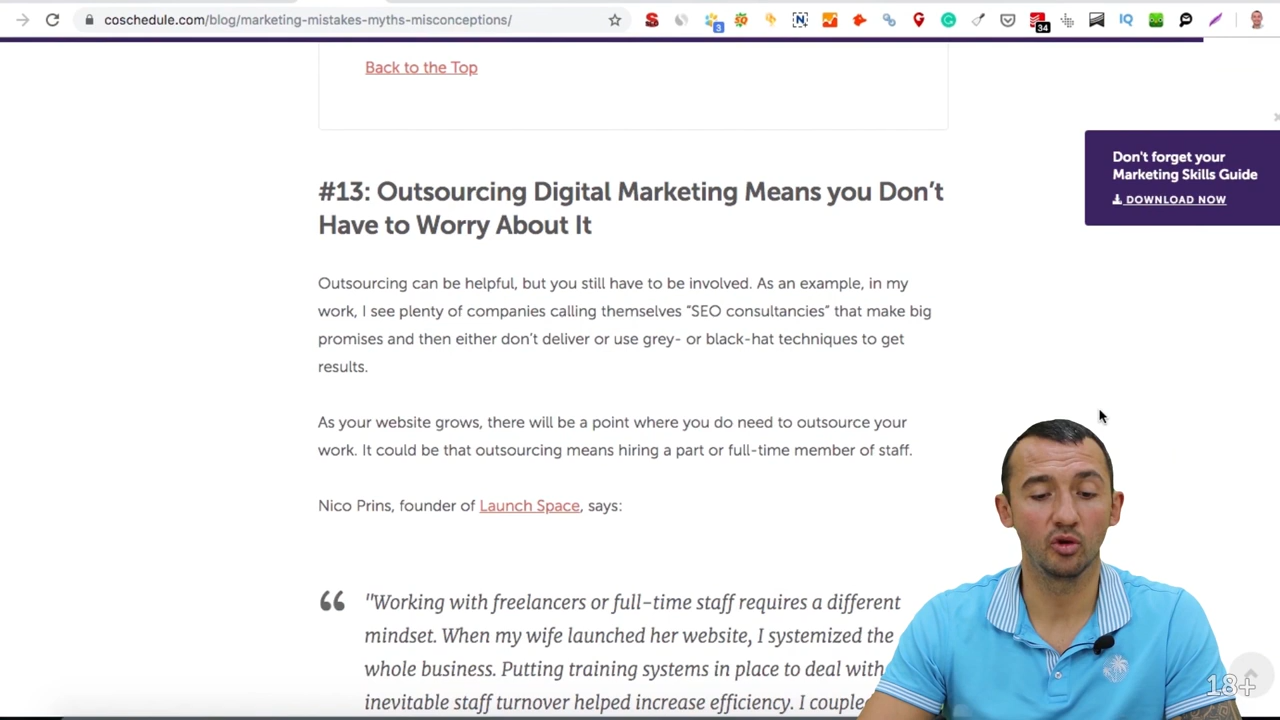 coschedule.com/blog/marketing-mistakes-myths-misconceptions/
3
34
IQ
Back to the Top
Don't forget your
Marketing Skills Guide
DOWNLOAD NOW
#13: Outsourcing Digital Marketing Means you Don't
Have to Worry About It
Outsourcing can be helpful, but you still have to be involved. As an example, in my
work, I see plenty of companies calling themselves “SEO consultancies” that make big
promises and then either don’t deliver or use grey- or black-hat techniques to get
results.
As your website grows, there will be a point where you do need to outsource your
work. It could be that outsourcing means hiring a part or full-time member of staff.
Nico Prins, founder of Launch Space, says:
"Working with freelancers or full-time staff requires a different
mindset. When my wife launched her website, I systemized the
whole business. Putting training systems in place to deal with
inevitable staff turnover helped increase efficiency. I couple
18+